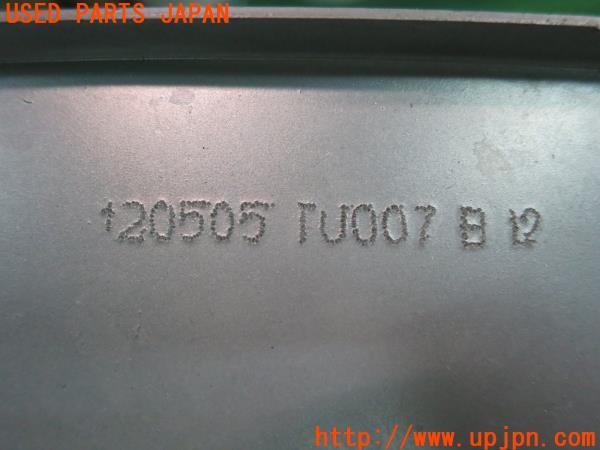 USED PARTS JAPAN
120505 TU007 B 12
http://www.upjpn.com/